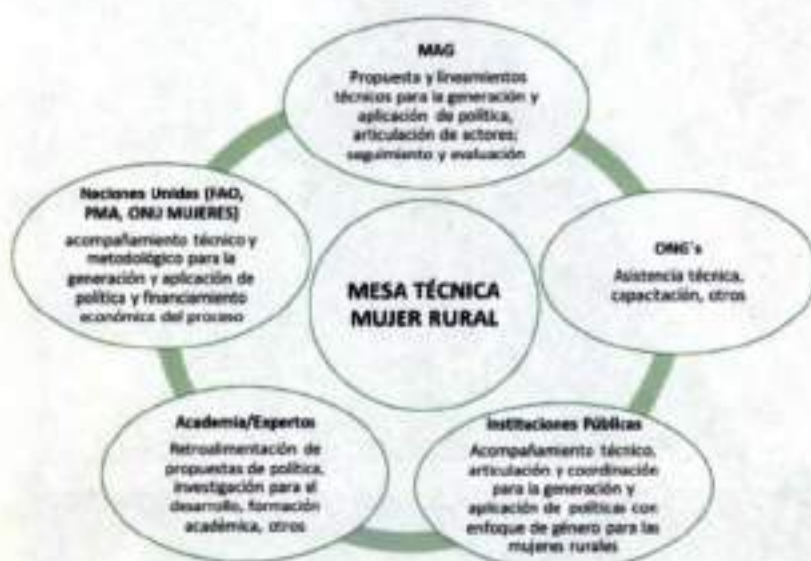 MAG
Propuesta y lineamientos
técnicos para la generación y
aplicación de política,
articulación de actores;
seguimiento y evaluación
Naciones Unidas (FAO,
PMA, ONU MUJERES)
acompañamiento técnico y
metodológico para la
generación y aplicación de
política y financiamiento
económico del proceso
ONG´s
Asistencia técnica,
capacitación, otros
MESA TÉCNICA
MUJER RURAL
Academia/Expertos
Retroalimentación de
propuestas de política,
investigación para el
desarrollo, formación
académica, otros
Instituciones Públicas
Acompañamiento técnico,
articulación y coordinación
para la generación y
aplicación de políticas con
enfoque de género para las
mujeres rurales